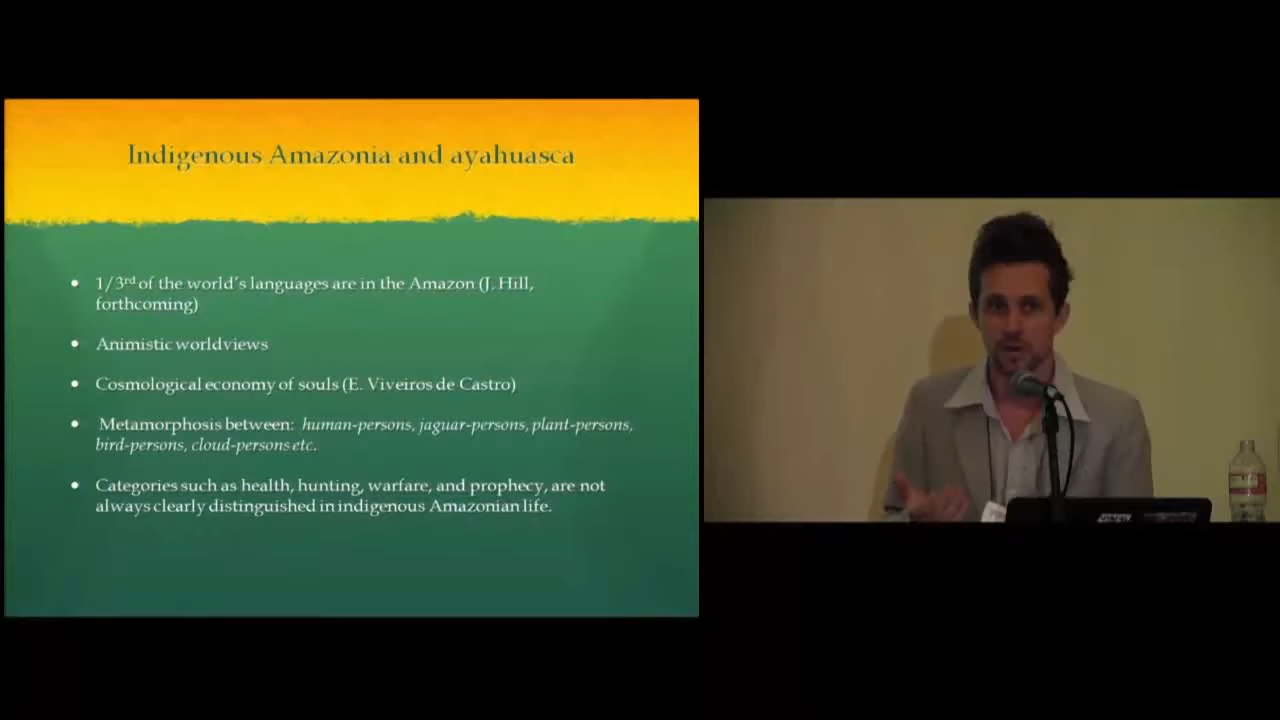 Indigenous Amazonia and ayahuasca
• 1/3rd of the world's languages are in the Amazon (J. Hill,
forthcoming)
• Animistic worldviews
• Cosmological economy of souls (E. Viveiros de Castro)
• Metamorphosis between: human-persons, jaguar-persons, plant-persons,
bird-persons, cloud-persons etc.
• Categories such as health, hunting, warfare, and prophecy, are not
always clearly distinguished in indigenous Amazonian life.